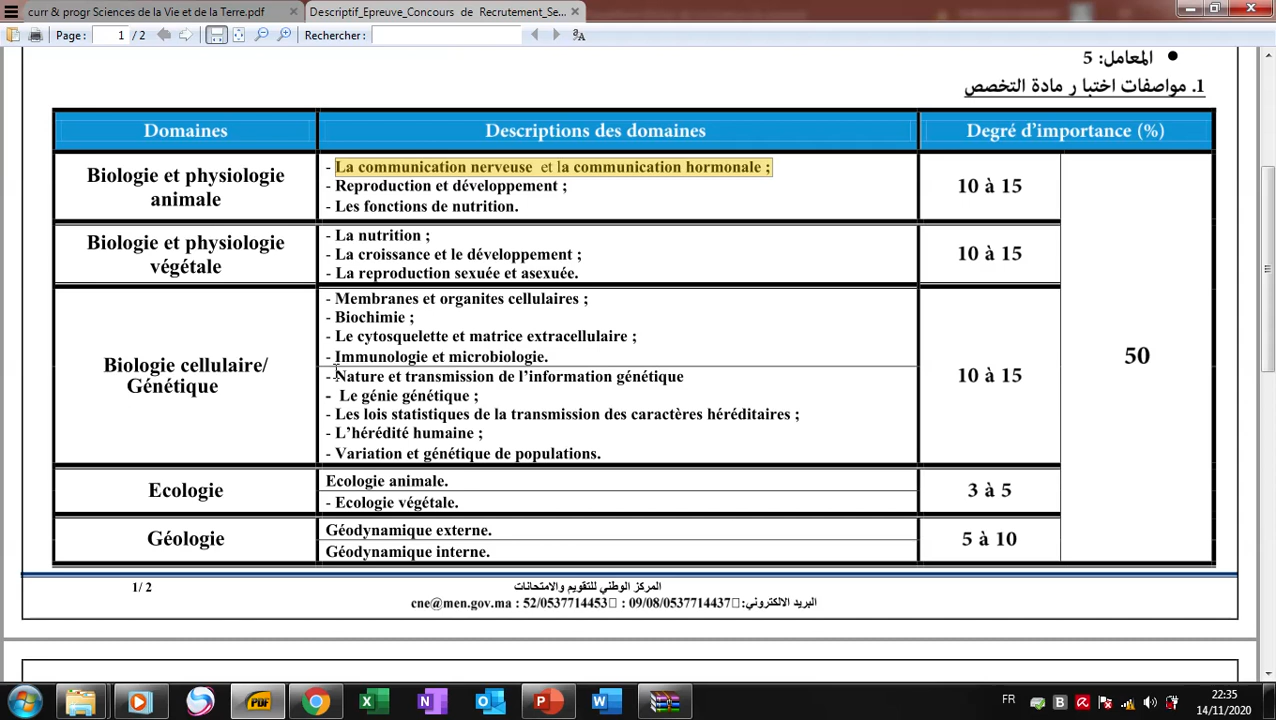 curr & progr Sciences de la Vie et de la Terre.pdf
Descriptif_Epreuve_Concours de Recrutement_Se...
Page: 1 / 2
Rechercher:
المعامل: 5
1. مواصفات اختبا ر مادة التخصص
Domaines
Descriptions des domaines
Degré d’importance (%)
Biologie et physiologie
animale
- La communication nerveuse et la communication hormonale ;
- Reproduction et développement ;
- Les fonctions de nutrition.
10 à 15
Biologie et physiologie
végétale
- La nutrition ;
- La croissance et le développement ;
- La reproduction sexuée et asexuée.
10 à 15
Biologie cellulaire/
Génétique
- Membranes et organites cellulaires ;
- Biochimie ;
- Le cytosquelette et matrice extracellulaire ;
- Immunologie et microbiologie.
- Nature et transmission de l’information génétique
- Le génie génétique ;
- Les lois statistiques de la transmission des caractères héréditaires ;
- L’hérédité humaine ;
- Variation et génétique de populations.
10 à 15
50
Ecologie
Ecologie animale.
- Ecologie végétale.
3 à 5
Géologie
Géodynamique externe.
Géodynamique interne.
5 à 10
1/ 2
المركز الوطني للتقويم والامتحانات
البريد الالكتروني: 09/08/0537714437 : 52/0537714453 : cne@men.gov.ma
FR
22:35
14/11/2020